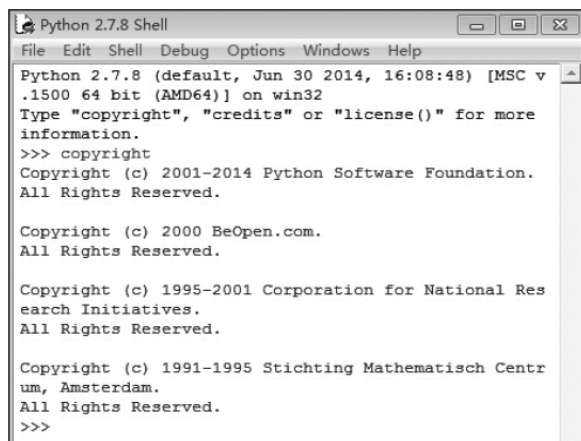 Python 2.7.8 Shell
File Edit Shell Debug Options Windows Help
Python 2.7.8 (default, Jun 30 2014, 16:08:48) [MSC v
.1500 64 bit (AMD64)] on win32
Type "copyright", "credits" or "license()" for more
information.
>>> copyright
Copyright (c) 2001-2014 Python Software Foundation.
All Rights Reserved.
Copyright (c) 2000 BeOpen.com.
All Rights Reserved.
Copyright (c) 1995-2001 Corporation for National Res
earch Initiatives.
All Rights Reserved.
Copyright (c) 1991-1995 Stichting Mathematisch Centr
um, Amsterdam.
All Rights Reserved.
>>>